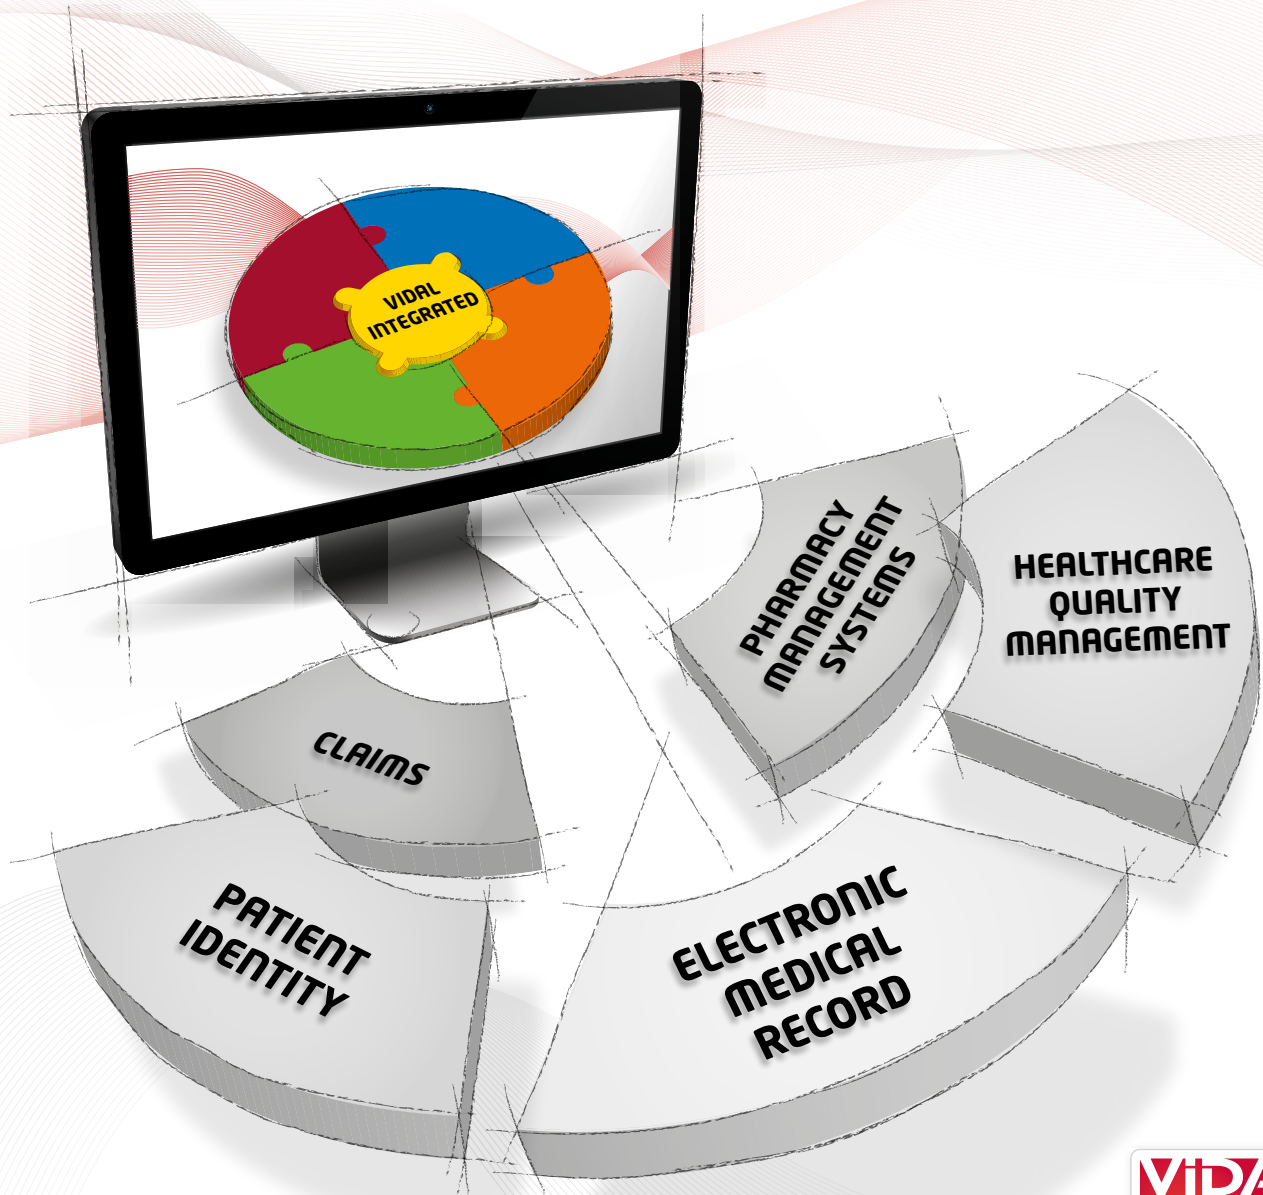 VIDAL
INTEGRATED
PHARMACY
MANAGEMENT
SYSTEMS
HEALTHCARE
QUALITY
MANAGEMENT
CLAIMS
PATIENT
IDENTITY
ELECTRONIC
MEDICAL
RECORD